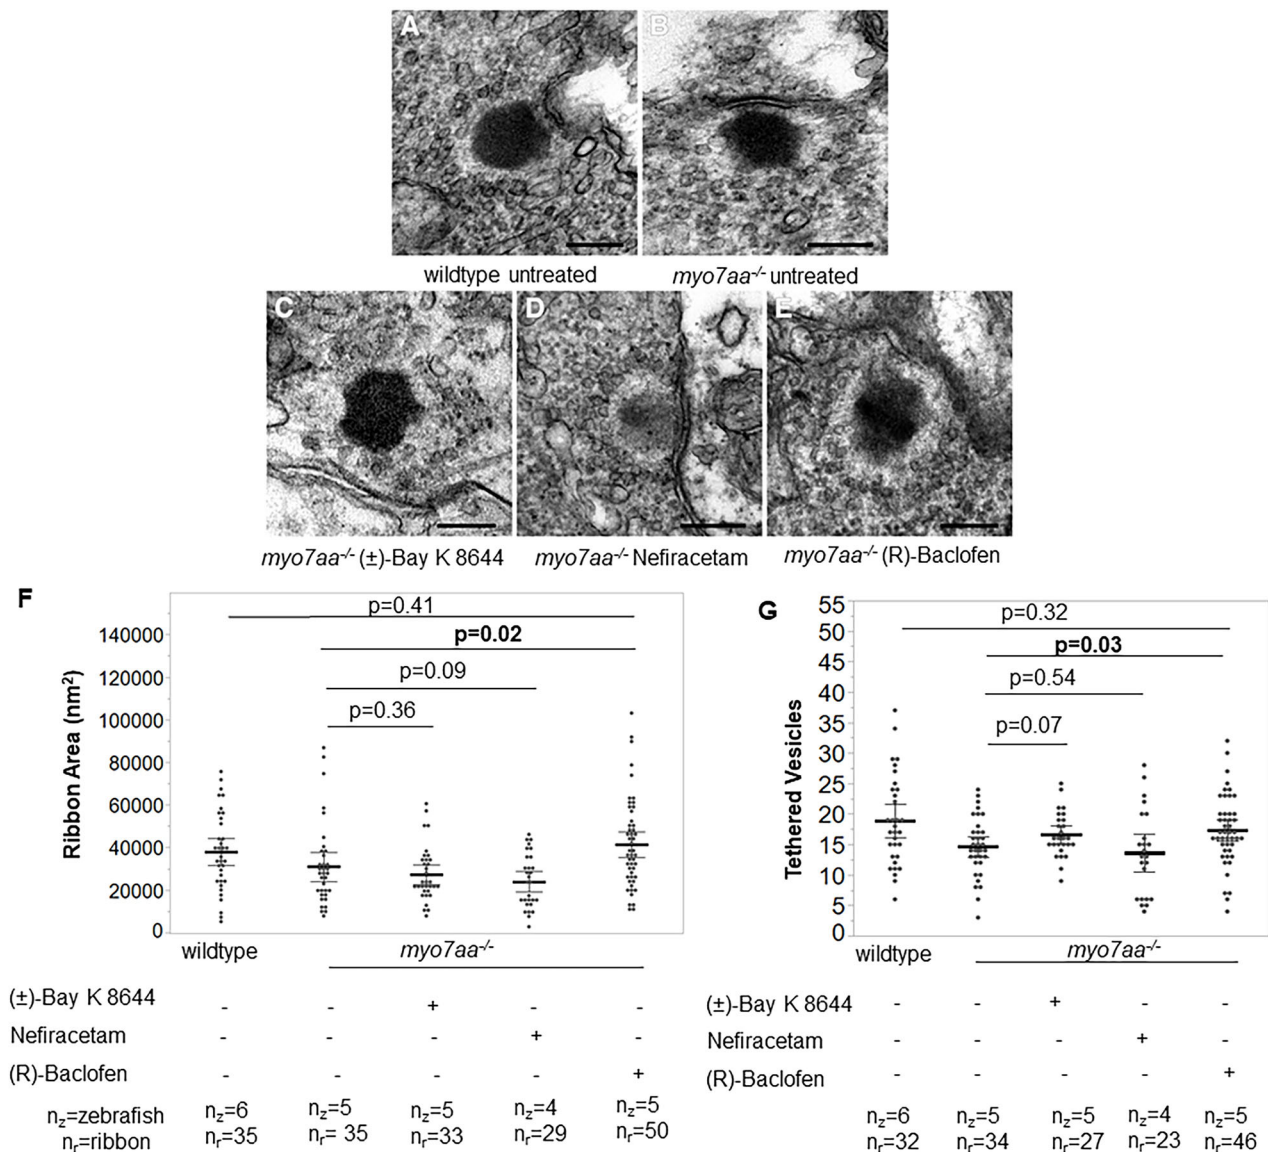 A
B
wildtype untreated
myo7aa-/- untreated
C
D
E
myo7aa-/- (±)-Bay K 8644
myo7aa-/- Nefiracetam
myo7aa-/- (R)-Baclofen
F
p=0.41
p=0.02
p=0.09
p=0.36
Ribbon Area (nm²)
140000
120000
100000
80000
60000
40000
20000
0
wildtype
myo7aa-/-
(±)-Bay K 8644 - - + - -
Nefiracetam - - - + -
(R)-Baclofen - - - - +
nz=zebrafish nz=6 nz=5 nz=5 nz=4 nz=5
nr=ribbon nr=35 nr= 35 nr=33 nr=29 nr=50
G
p=0.32
p=0.03
p=0.54
p=0.07
Tethered Vesicles
55
50
45
40
35
30
25
20
15
10
5
0
wildtype
myo7aa-/-
(±)-Bay K 8644 - - + - -
Nefiracetam - - - + -
(R)-Baclofen - - - - +
nz=6 nz=5 nz=5 nz=4 nz=5
nr=32 nr=34 nr=27 nr=23 nr=46